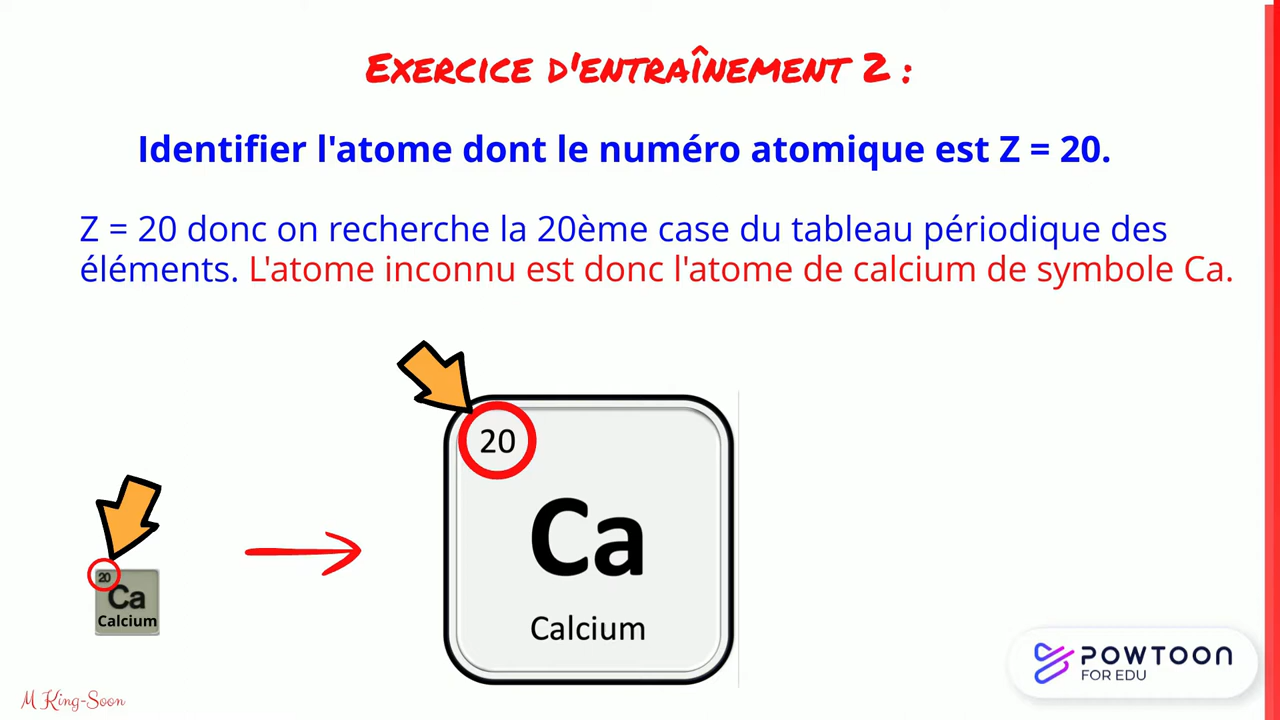 Exercice d'entraînement 2 :
Identifier l'atome dont le numéro atomique est Z = 20.
Z = 20 donc on recherche la 20ème case du tableau périodique des
éléments. L'atome inconnu est donc l'atome de calcium de symbole Ca.
20
Ca
Calcium
20
Ca
Calcium
POWTOON
FOR EDU
M King-Soon